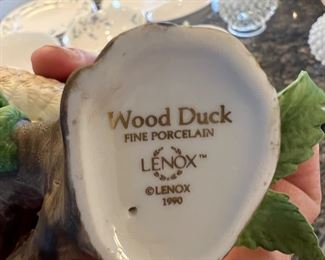 Wood Duck
FINE PORCELAIN
LENOX™
© LENOX
1990